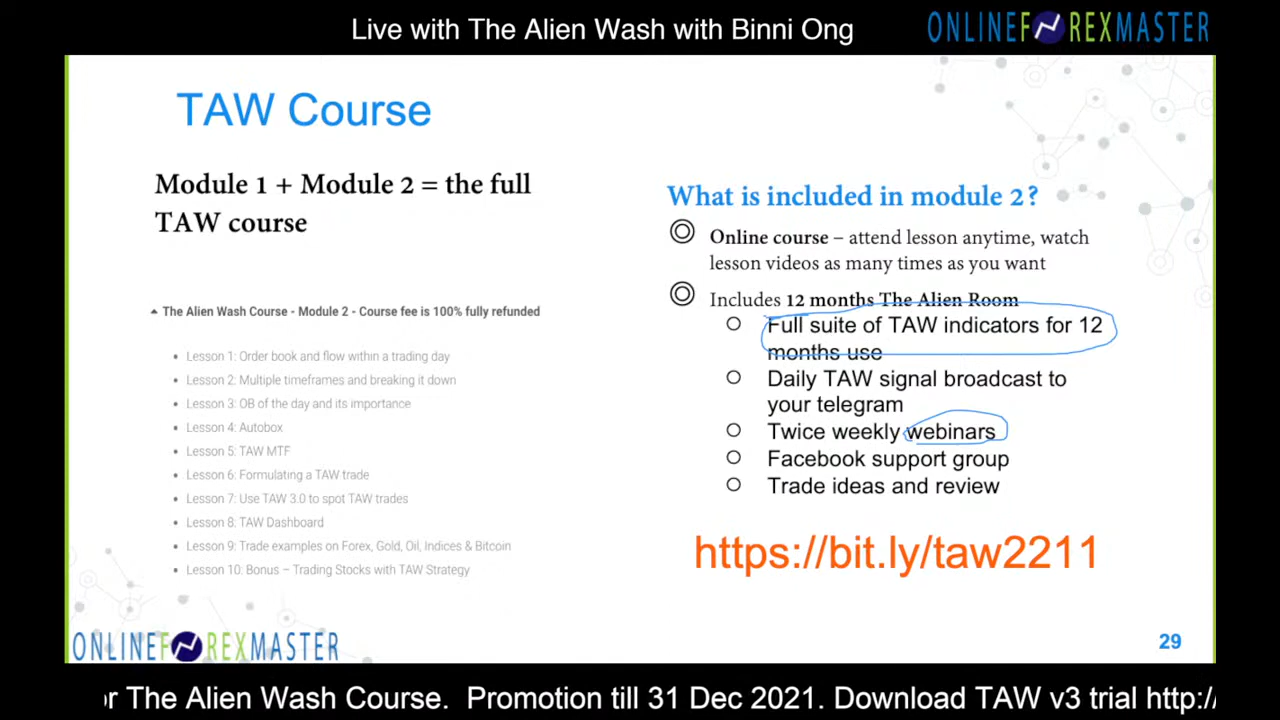 Live with The Alien Wash with Binni Ong
ONLINEFOREXMASTER
TAW Course
Module 1 + Module 2 = the full
TAW course
The Alien Wash Course - Module 2 - Course fee is 100% fully refunded
Lesson 1: Order book and flow within a trading day
Lesson 2: Multiple timeframes and breaking it down
Lesson 3: OB of the day and its importance
Lesson 4: Autobox
Lesson 5: TAW MTF
Lesson 6: Formulating a TAW trade
Lesson 7: Use TAW 3.0 to spot TAW trades
Lesson 8: TAW Dashboard
Lesson 9: Trade examples on Forex, Gold, Oil, Indices & Bitcoin
Lesson 10: Bonus – Trading Stocks with TAW Strategy
What is included in module 2?
Online course – attend lesson anytime, watch
lesson videos as many times as you want
Includes 12 months The Alien Room
Full suite of TAW indicators for 12
months use
Daily TAW signal broadcast to
your telegram
Twice weekly webinars
Facebook support group
Trade ideas and review
https://bit.ly/taw2211
ONLINEFOREXMASTER
29
or The Alien Wash Course. Promotion till 31 Dec 2021. Download TAW v3 trial http:/